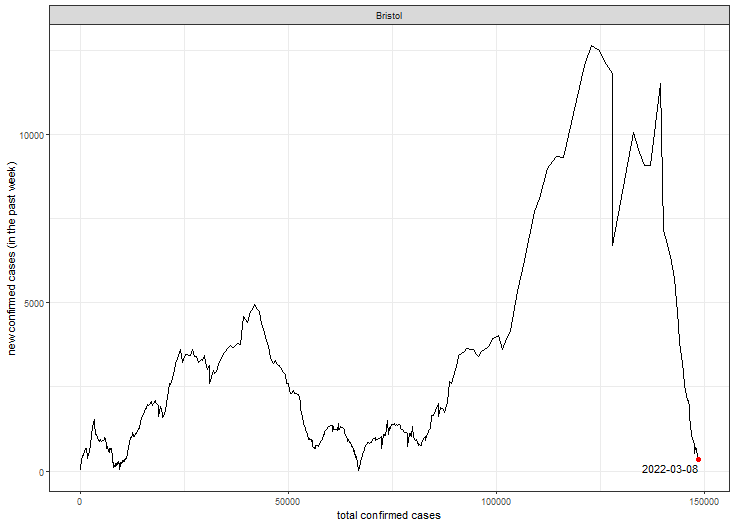 Bristol
new confirmed cases (in the past week)
10000
5000
0
2022-03-08
0
50000
100000
150000
total confirmed cases